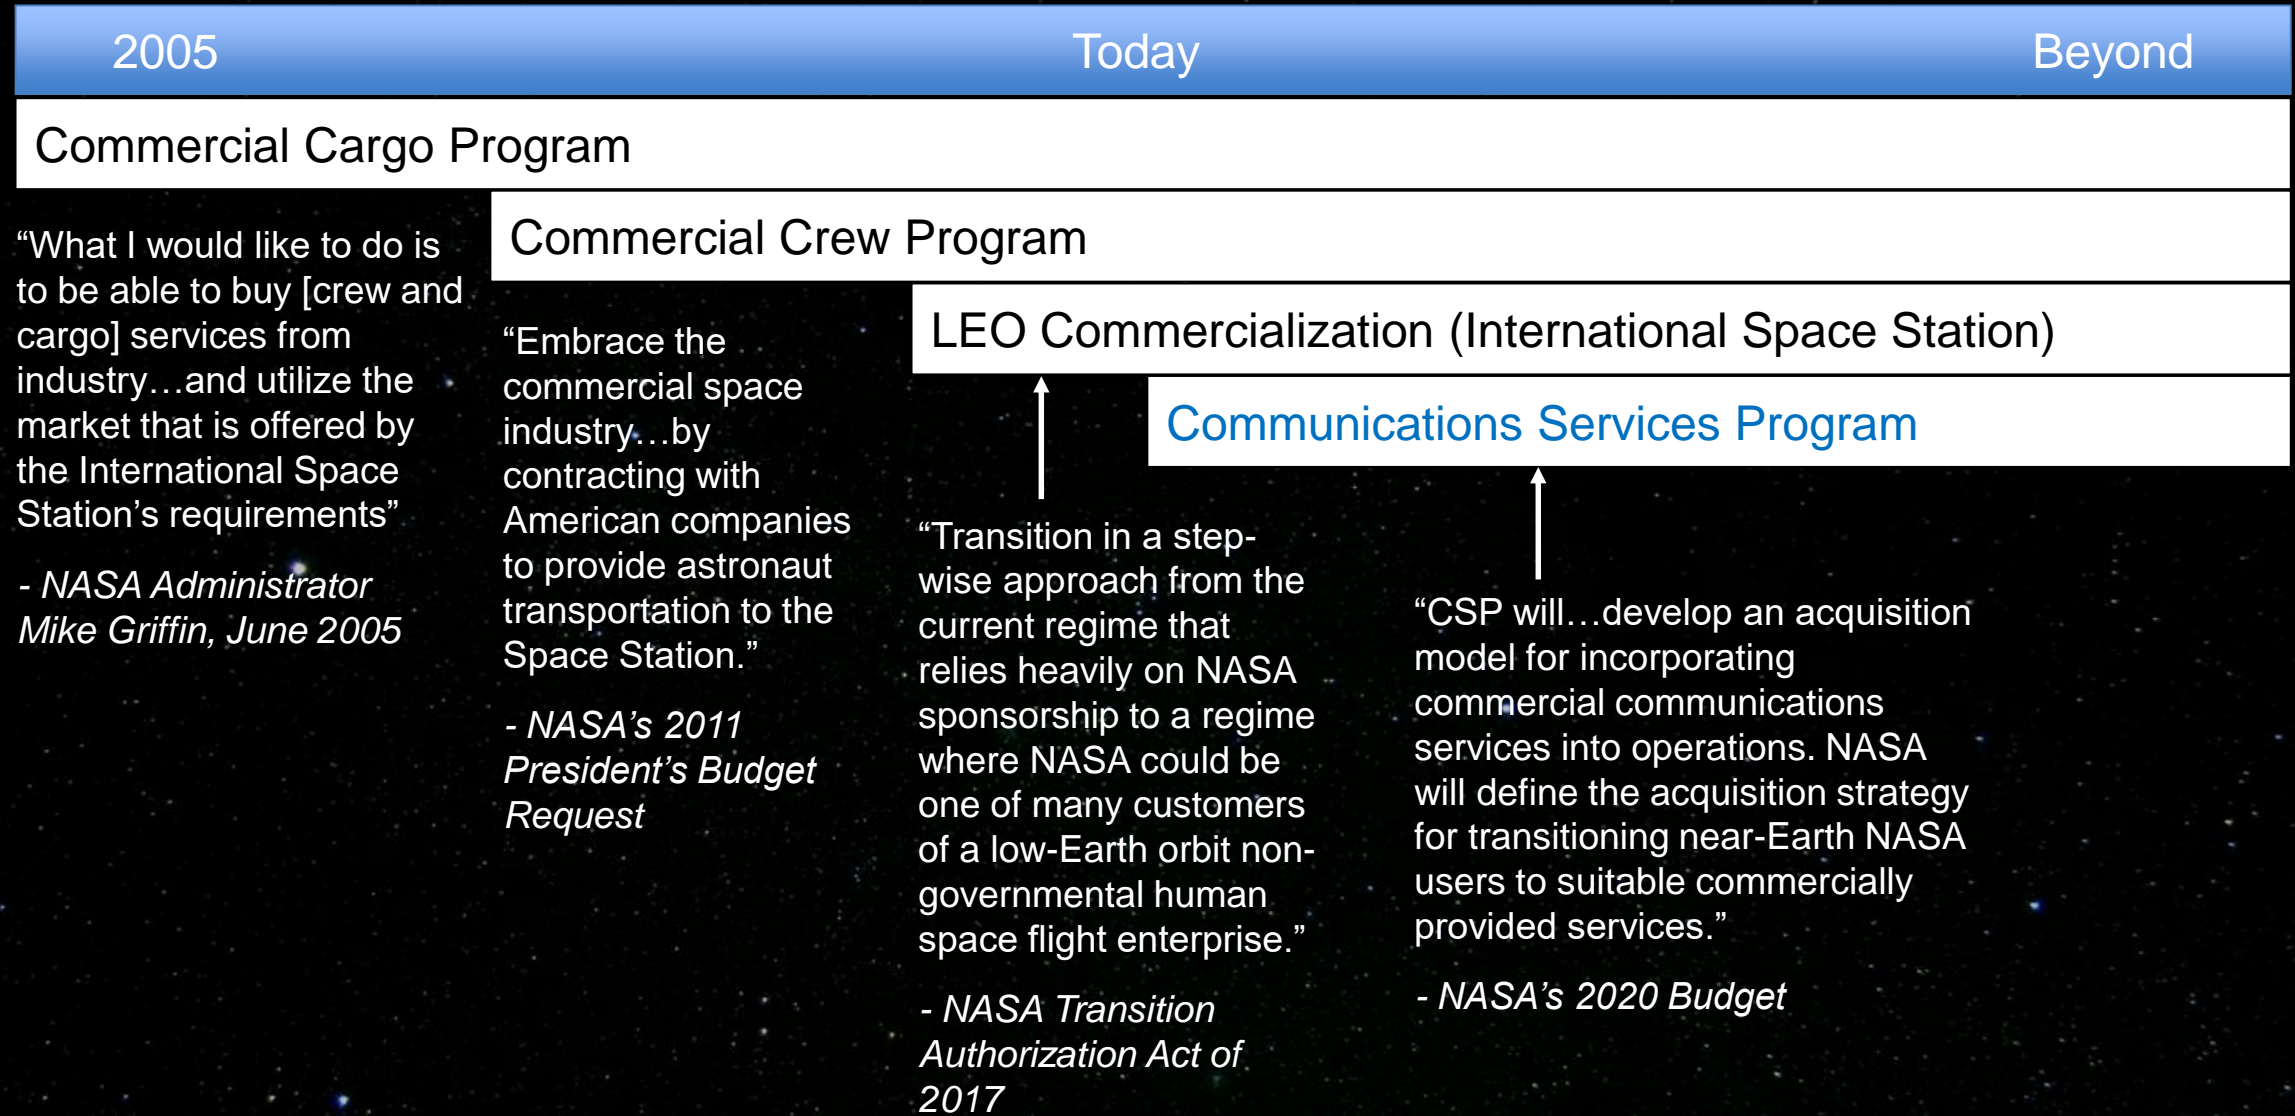 2005 Today Beyond
Commercial Cargo Program
Commercial Crew Program
LEO Commercialization (International Space Station)
Communications Services Program
“What I would like to do is
to be able to buy [crew and
cargo] services from
industry…and utilize the
market that is offered by
the International Space
Station’s requirements”
- NASA Administrator
Mike Griffin, June 2005
“Embrace the
commercial space
industry…by
contracting with
American companies
to provide astronaut
transportation to the
Space Station.”
- NASA’s 2011
President’s Budget
Request
“Transition in a step-
wise approach from the
current regime that
relies heavily on NASA
sponsorship to a regime
where NASA could be
one of many customers
of a low-Earth orbit non-
governmental human
space flight enterprise.”
- NASA Transition
Authorization Act of
2017
“CSP will…develop an acquisition
model for incorporating
commercial communications
services into operations. NASA
will define the acquisition strategy
for transitioning near-Earth NASA
users to suitable commercially
provided services.”
- NASA’s 2020 Budget